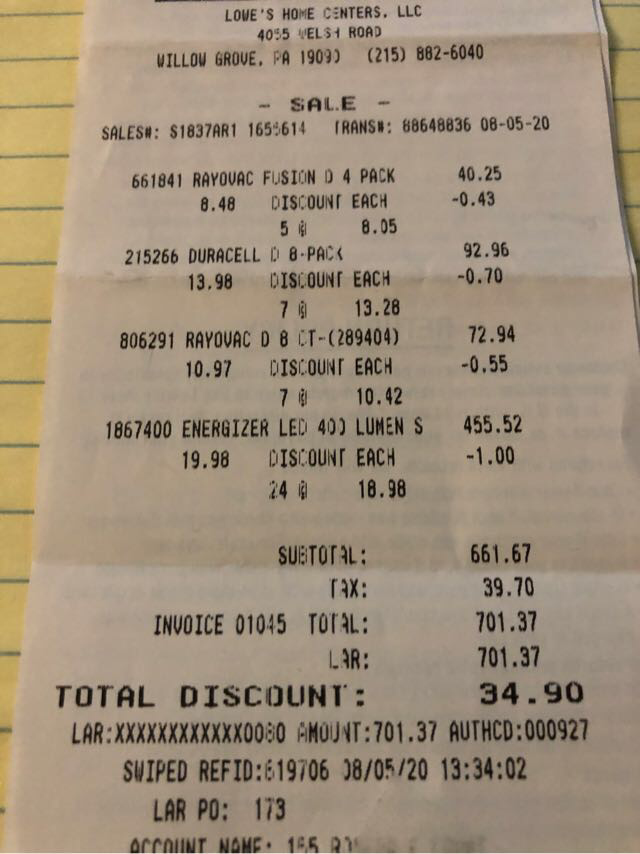 LOWE'S HOME CENTERS, LLC
4055 WELSH ROAD
WILLOW GROVE, PA 19090 (215) 882-6040
- SALE -
SALES#: S1837AR1 1655614 TRANS#: 88648836 08-05-20
661841 RAYOVAC FUSION D 4 PACK 40.25
8.48 DISCOUNT EACH -0.43
5 @ 8.05
215266 DURACELL D 8-PACK 92.96
13.98 DISCOUNT EACH -0.70
7 @ 13.28
806291 RAYOVAC D 8 CT-(289404) 72.94
10.97 DISCOUNT EACH -0.55
7 @ 10.42
1867400 ENERGIZER LED 400 LUMEN S 455.52
19.98 DISCOUNT EACH -1.00
24 @ 18.98
SUBTOTAL: 661.67
TAX: 39.70
INVOICE 01045 TOTAL: 701.37
LAR: 701.37
TOTAL DISCOUNT: 34.90
AMOUNT:701.37 AUTHCD:000927
SWIPED REFID:619706 08/05/20 13:34:02
LAR PO: 173
ACCOUNT NAME: